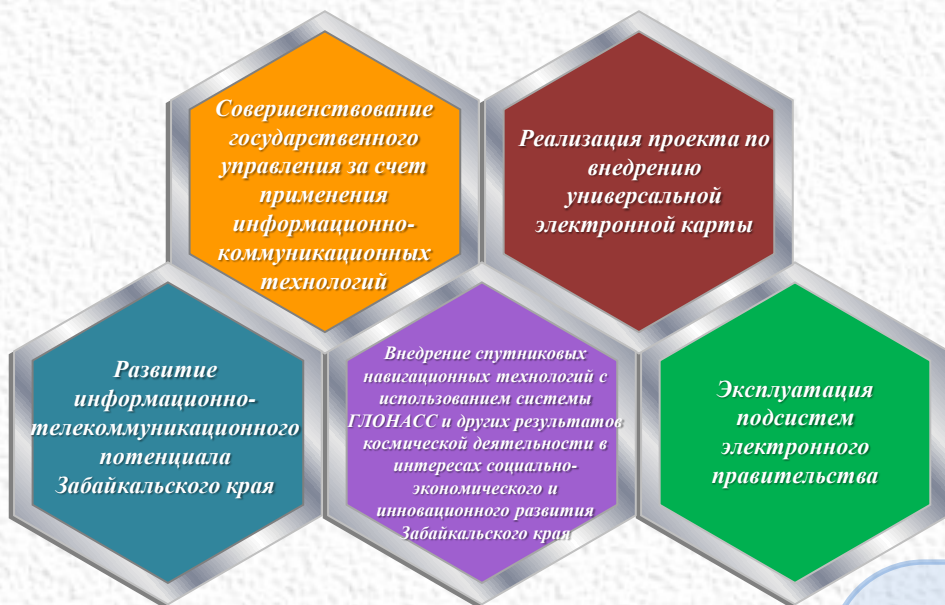 Совершенствование
государственного
управления за счет
применения
информационно-
коммуникационных
технологий
Реализация проекта по
внедрению
универсальной
электронной карты
Развитие
информационно-
телекоммуникационного
потенциала
Забайкальского края
Внедрение спутниковых
навигационных технологий с
использованием системы
ГЛОНАСС и других результатов
космической деятельности в
интересах социально-
экономического и
инновационного развития
Забайкальского края
Эксплуатация
подсистем
электронного
правительства